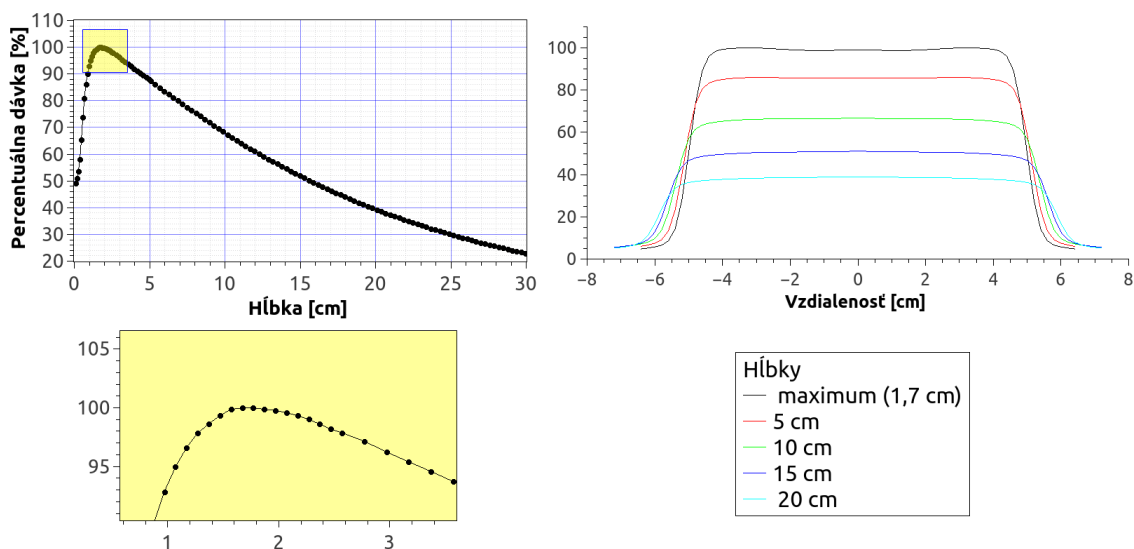 110
100
90
80
70
60
50
40
30
20
Percentuálna dávka [%]
0 5 10 15 20 25 30
Hĺbka [cm]
100
80
60
40
20
0
−8 −6 −4 −2 0 2 4 6 8
Vzdialenosť [cm]
105
100
95
1 2 3
Hĺbky
maximum (1,7 cm)
5 cm
10 cm
15 cm
20 cm